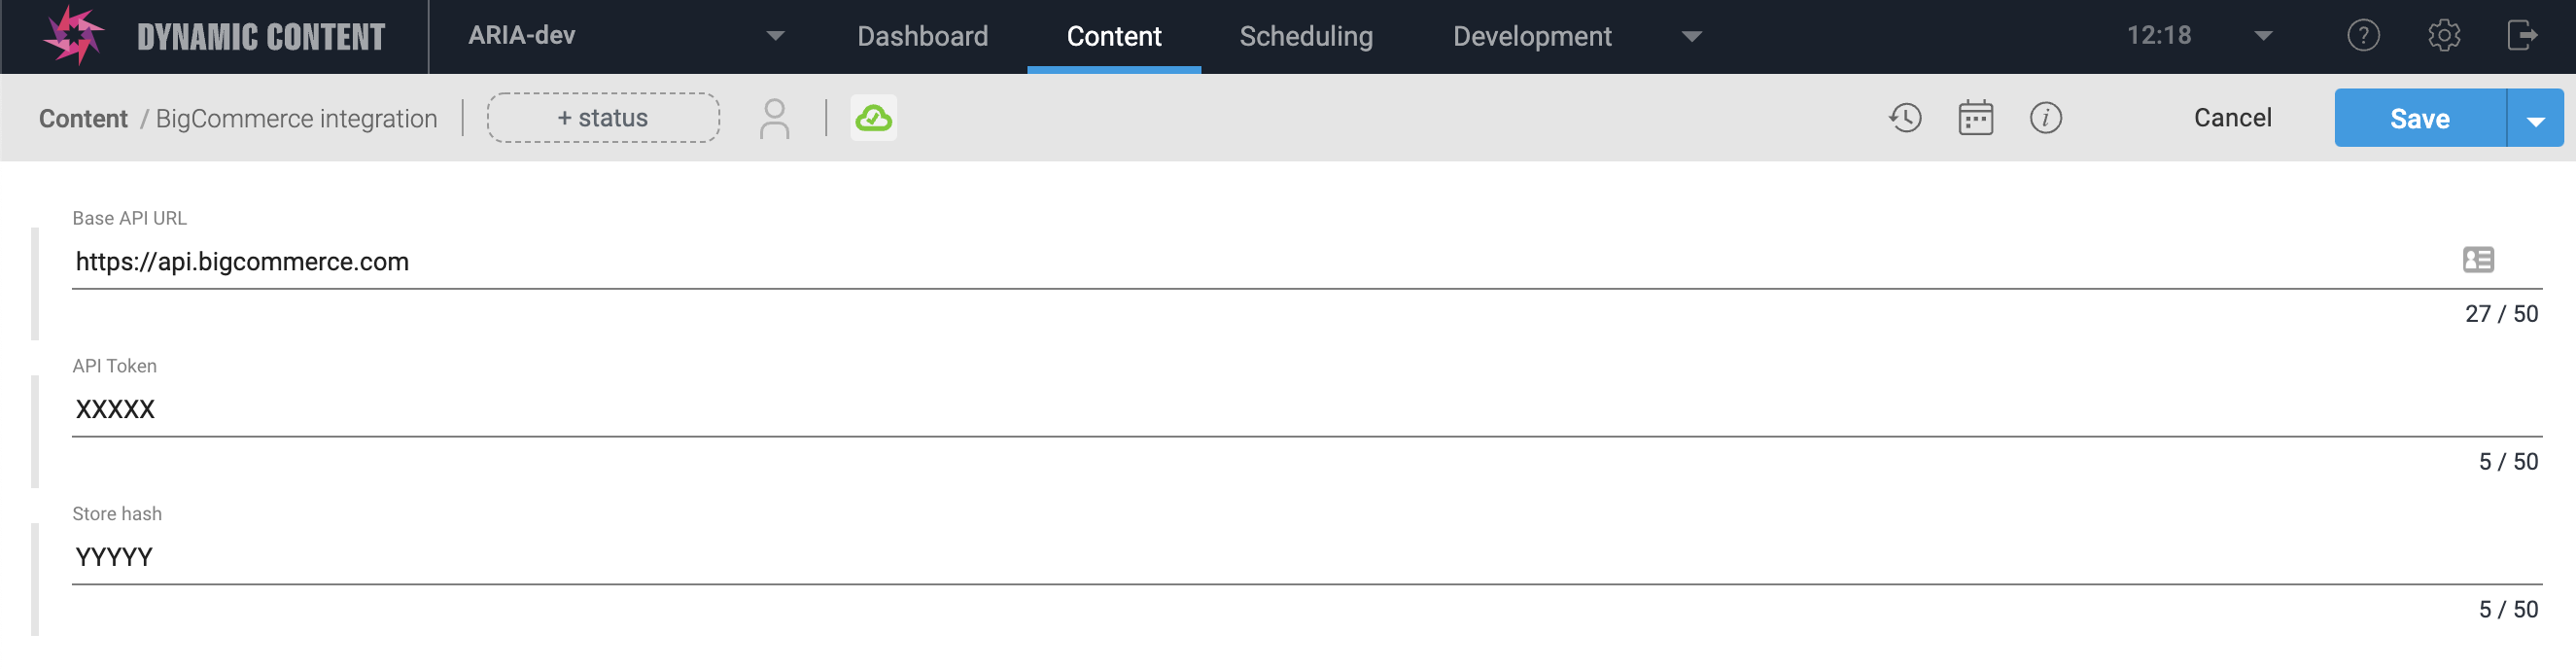 DYNAMIC CONTENT ARIA-dev Dashboard Content Scheduling Development 12:18 ?
Content / BigCommerce integration + status i Cancel Save
Base API URL
https://api.bigcommerce.com
27 / 50
API Token
XXXXX
5 / 50
Store hash
YYYYY
5 / 50